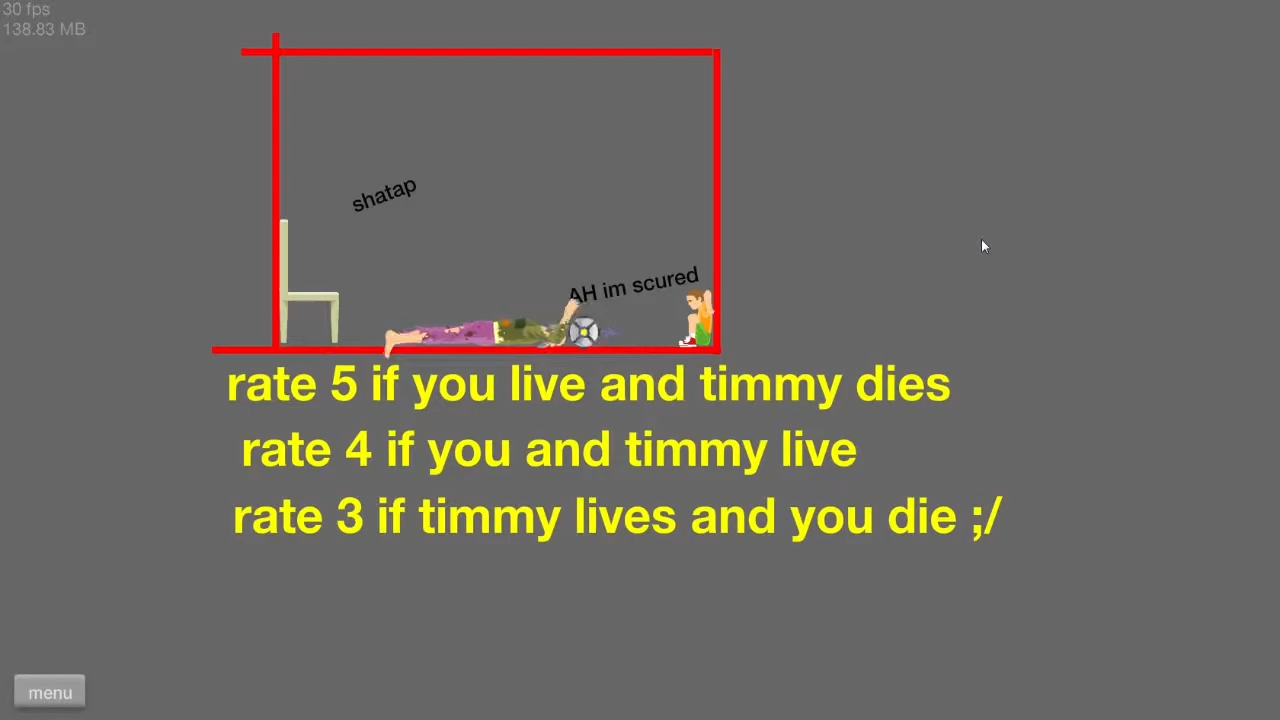 30 fps
138.83 MB
shatap
AH im scured
rate 5 if you live and timmy dies
rate 4 if you and timmy live
rate 3 if timmy lives and you die ;/
menu